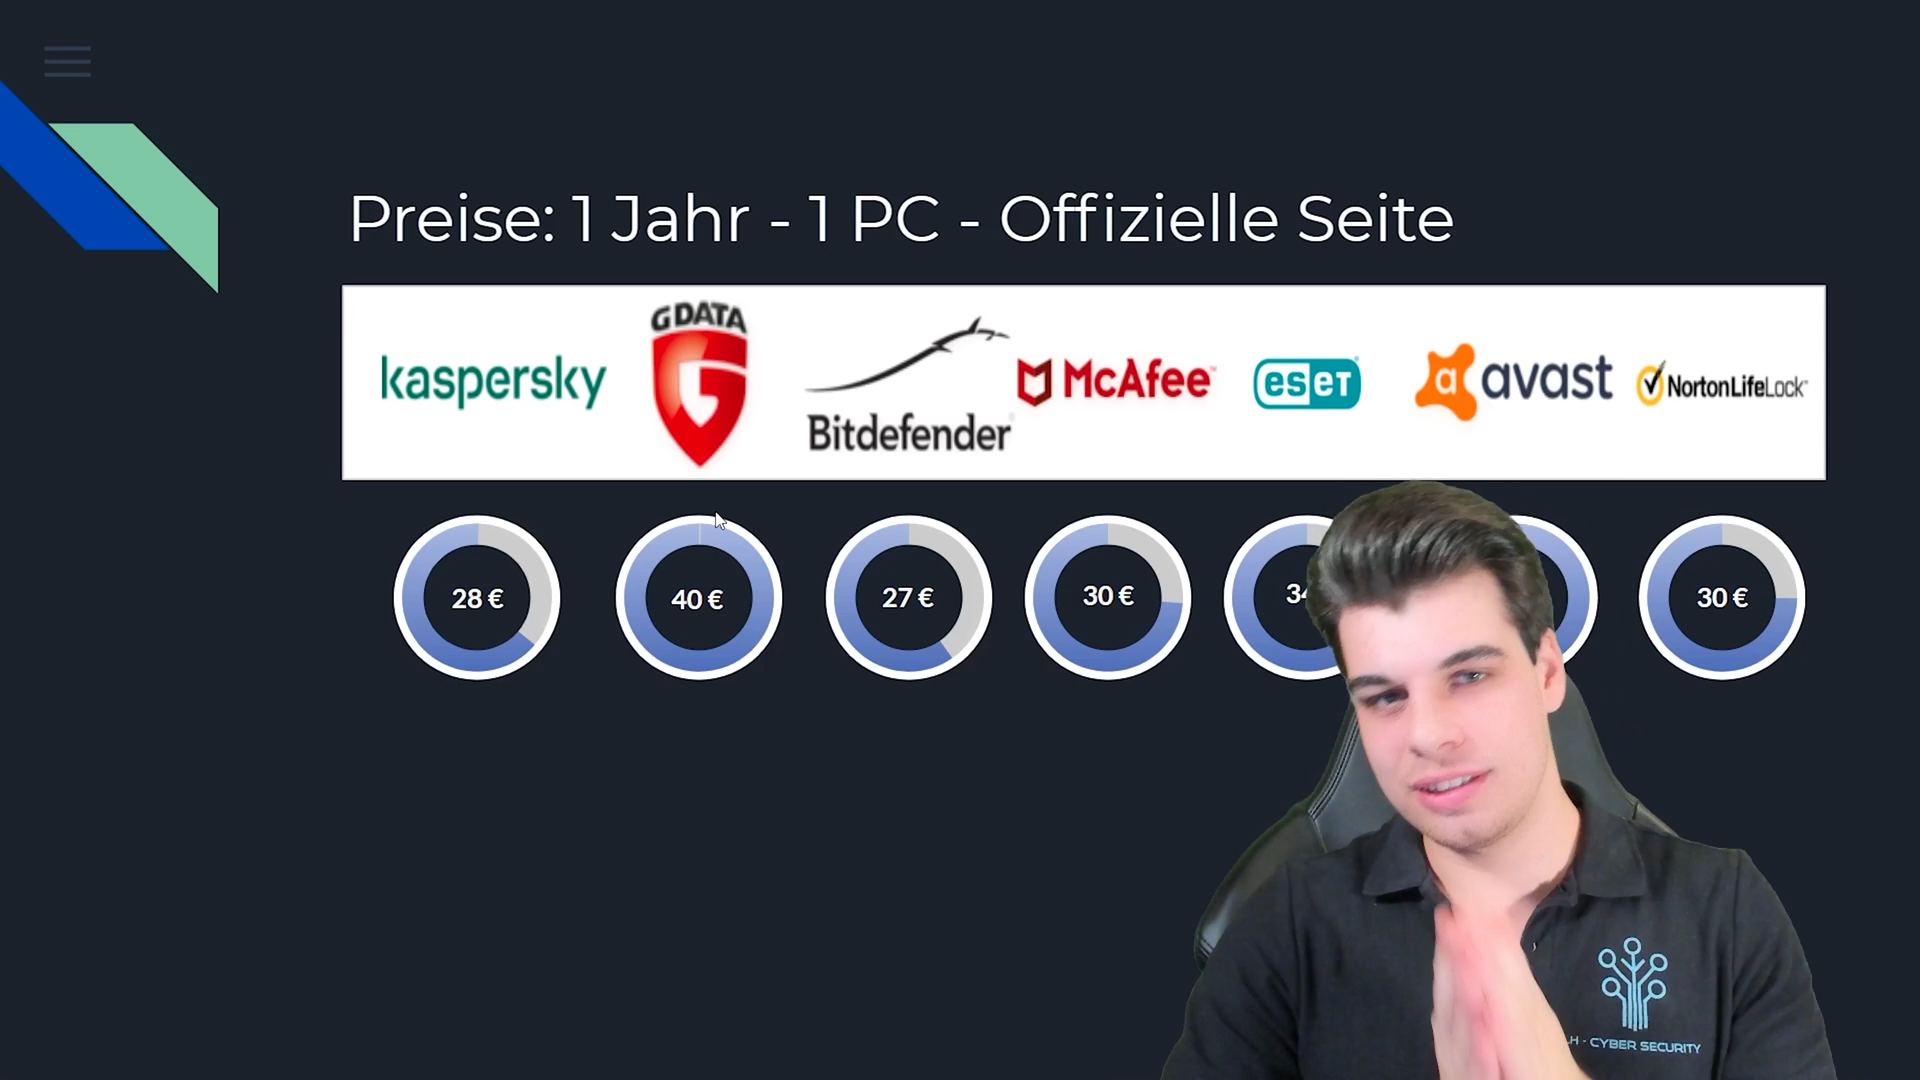 Preise: 1 Jahr - 1 PC - Offizielle Seite
kaspersky
GDATA
Bitdefender
McAfee
eseT
avast
NortonLifeLock
28 €
40 €
27 €
30 €
30 €
CYBER SECURITY